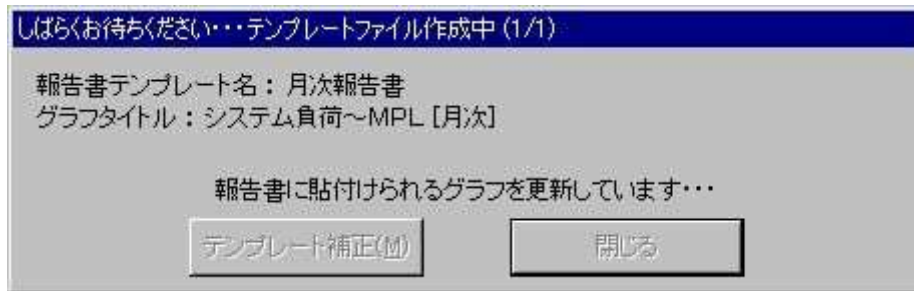 しばらくお待ちください・・・テンプレートファイル作成中 (1/1)
報告書テンプレート名： 月次報告書
グラフタイトル：システム負荷～MPL [月次]
報告書に貼付けられるグラフを更新しています・・・
テンプレート補正(M) 閉じる